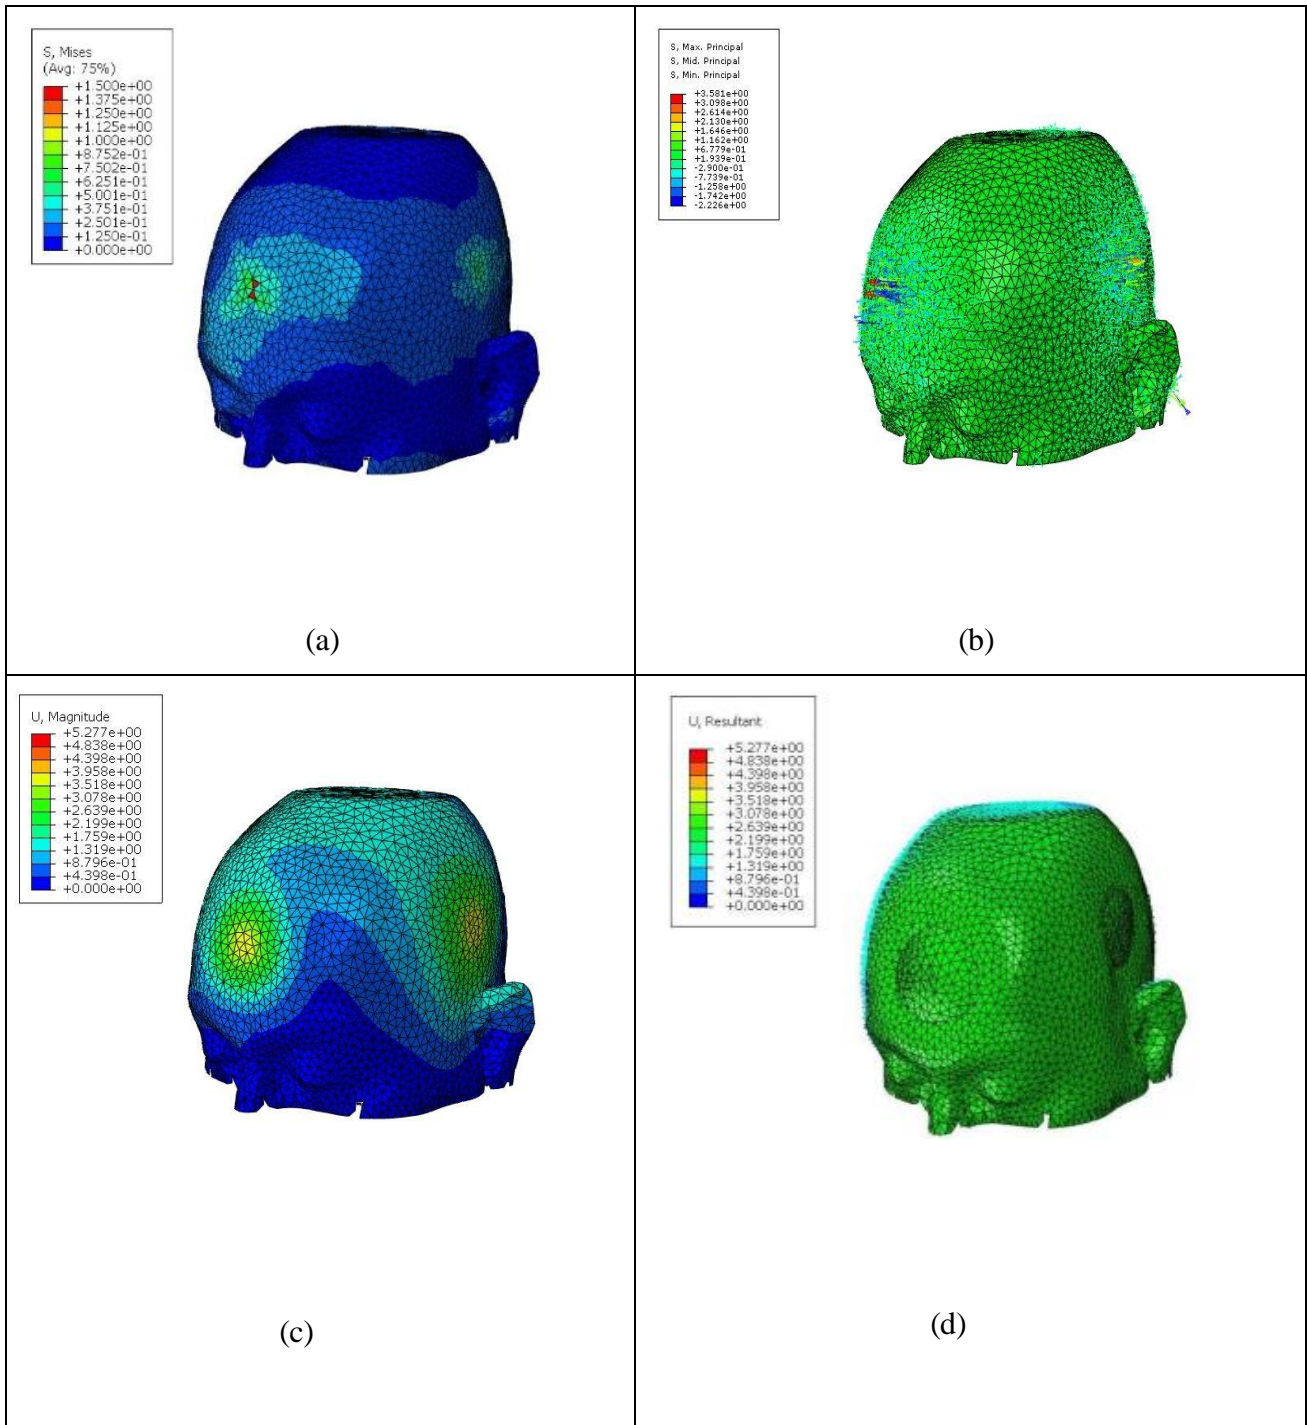 S, Mises
(Avg: 75%)
+1.500e+00
+1.375e+00
+1.250e+00
+1.125e+00
+1.000e+00
+8.752e-01
+7.502e-01
+6.251e-01
+5.001e-01
+3.751e-01
+2.501e-01
+1.250e-01
+0.000e+00
(a)
S, Max. Principal
S, Mid. Principal
S, Min. Principal
+3.581e+00
+3.098e+00
+2.614e+00
+2.130e+00
+1.646e+00
+1.162e+00
+6.779e-01
+1.939e-01
-2.900e-01
-7.739e-01
-1.258e+00
-1.742e+00
-2.226e+00
(b)
U, Magnitude
+5.277e+00
+4.838e+00
+4.398e+00
+3.958e+00
+3.518e+00
+3.078e+00
+2.639e+00
+2.199e+00
+1.759e+00
+1.319e+00
+8.796e-01
+4.398e-01
+0.000e+00
(c)
U, Resultant
+5.277e+00
+4.838e+00
+4.398e+00
+3.958e+00
+3.518e+00
+3.078e+00
+2.639e+00
+2.199e+00
+1.759e+00
+1.319e+00
+8.796e-01
+4.398e-01
+0.000e+00
(d)